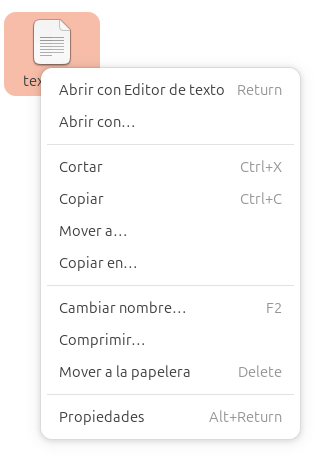 Abrir con Editor de texto Return
Abrir con...
Cortar Ctrl+X
Copiar Ctrl+C
Mover a...
Copiar en...
Cambiar nombre... F2
Comprimir...
Mover a la papelera Delete
Propiedades Alt+Return